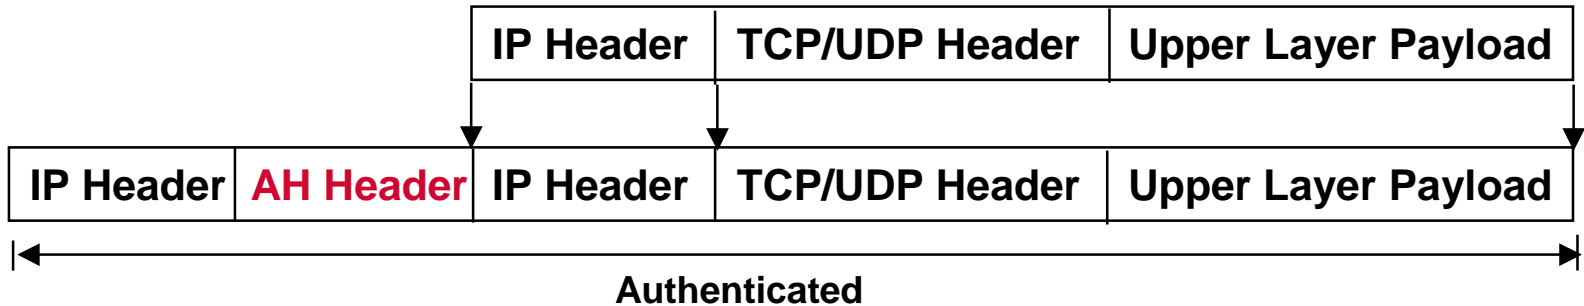 IP Header TCP/UDP Header Upper Layer Payload
IP Header AH Header IP Header TCP/UDP Header Upper Layer Payload
Authenticated